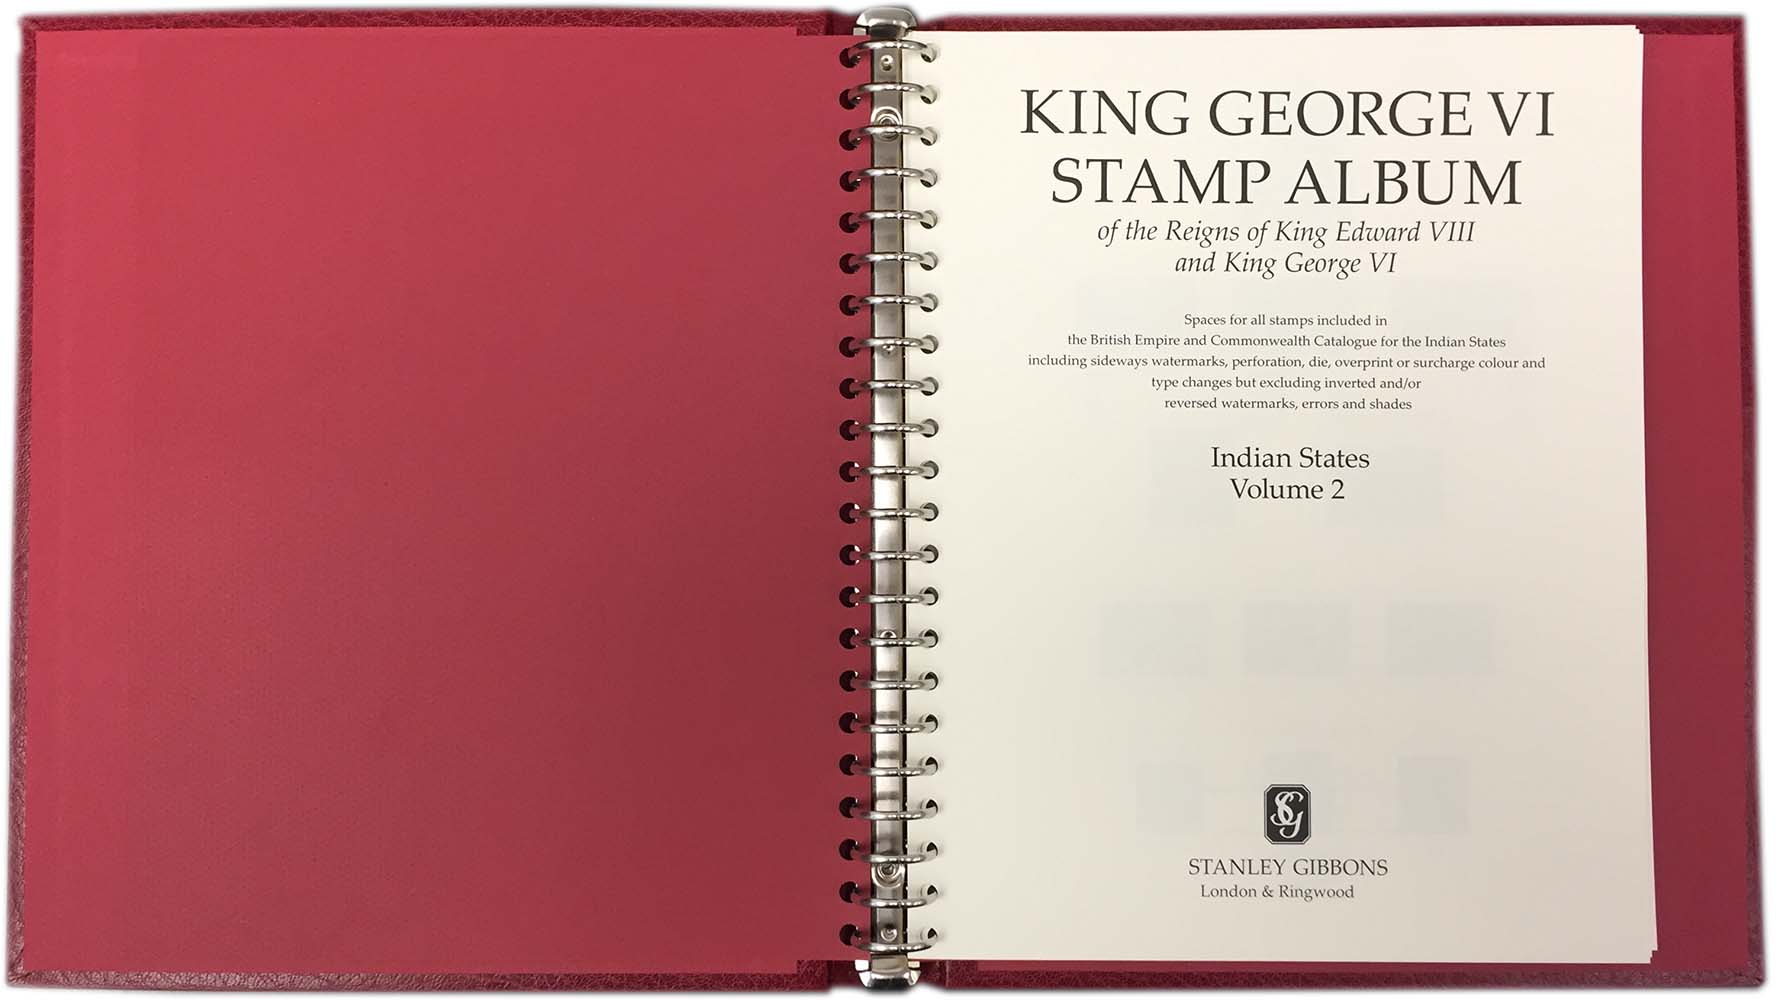 KING GEORGE VI
STAMP ALBUM
of the Reigns of King Edward VIII
and King George VI
Spaces for all stamps included in
the British Empire and Commonwealth Catalogue for the Indian States
including sideways watermarks, perforation, die, overprint or surcharge colour and
type changes but excluding inverted and/or
reversed watermarks, errors and shades
Indian States
Volume 2
SG
STANLEY GIBBONS
London & Ringwood